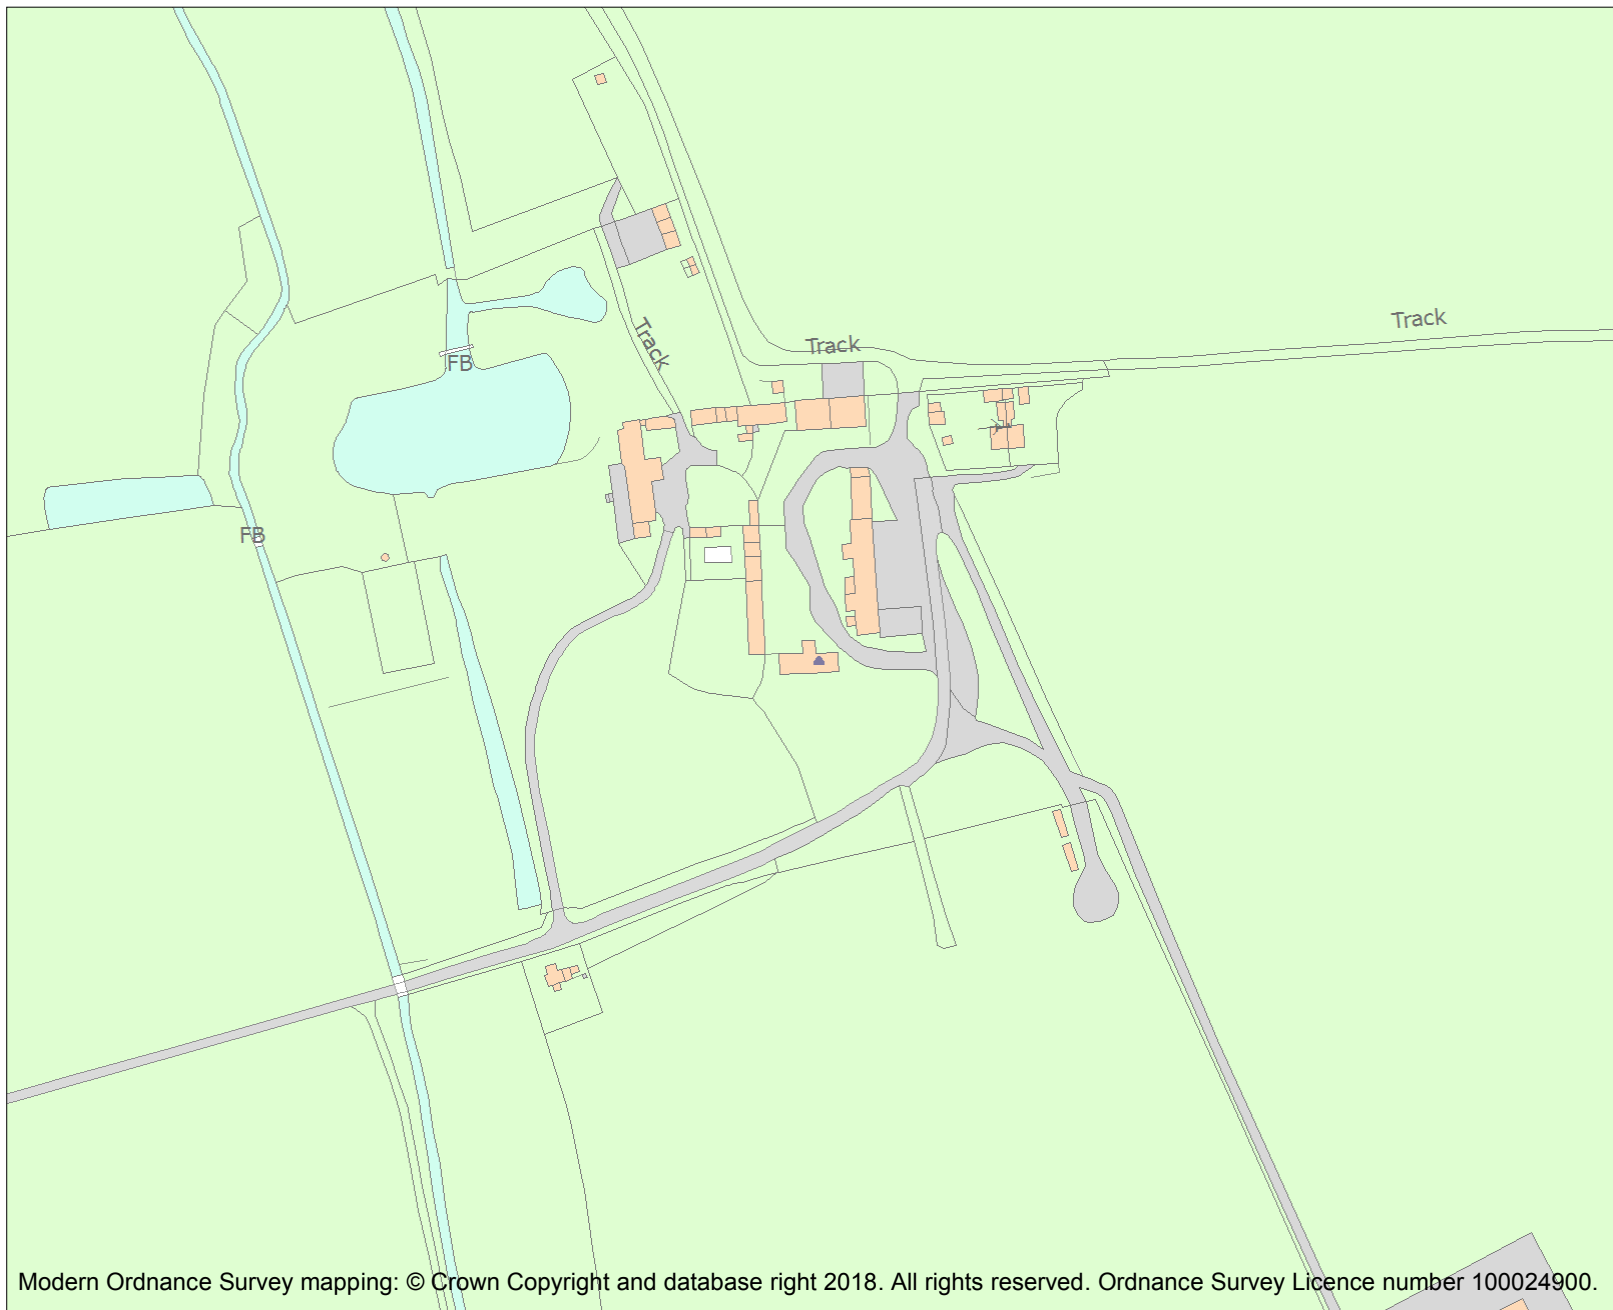 Track
Track
Track
FB
FB
Modern Ordnance Survey mapping: © Crown Copyright and database right 2018. All rights reserved. Ordnance Survey Licence number 100024900.